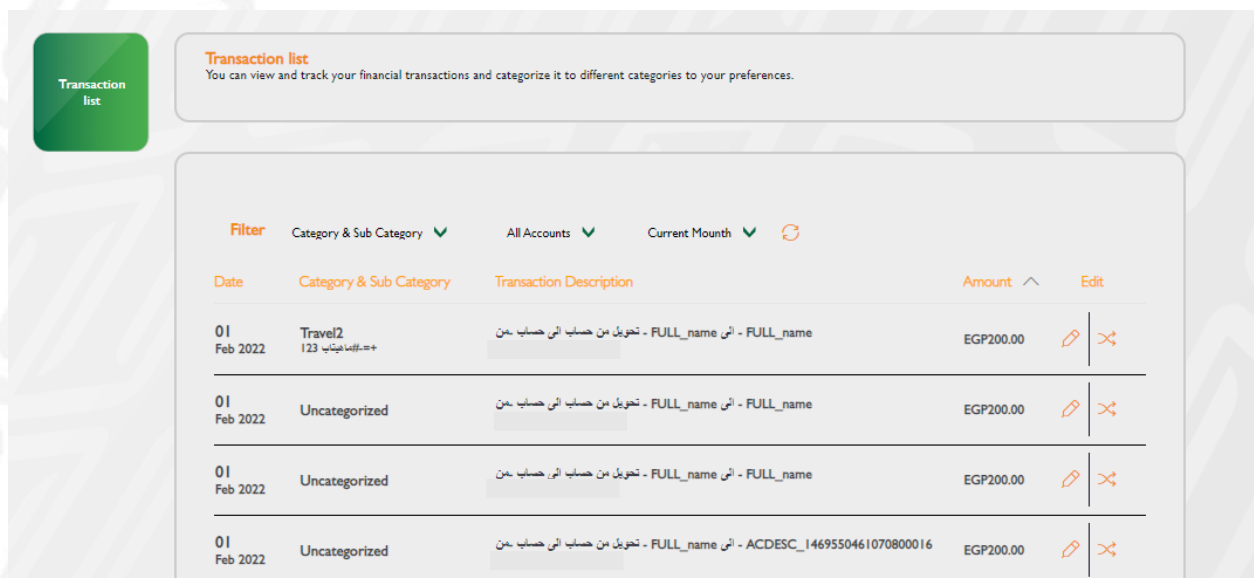 Transaction
list
Transaction list
You can view and track your financial transactions and categorize it to different categories to your preferences.
Filter Category & Sub Category All Accounts Current Mounth
Date Category & Sub Category Transaction Description Amount Edit
01
Feb 2022
Travel2
+=-#ماهيتاب 123
تحويل من حساب الى حساب -من - FULL_name الى - FULL_name
EGP200.00
01
Feb 2022
Uncategorized
تحويل من حساب الى حساب -من - FULL_name الى - FULL_name
EGP200.00
01
Feb 2022
Uncategorized
تحويل من حساب الى حساب -من - FULL_name الى - FULL_name
EGP200.00
01
Feb 2022
Uncategorized
تحويل من حساب الى حساب -من - FULL_name الى - ACDESC_1469550461070800016
EGP200.00